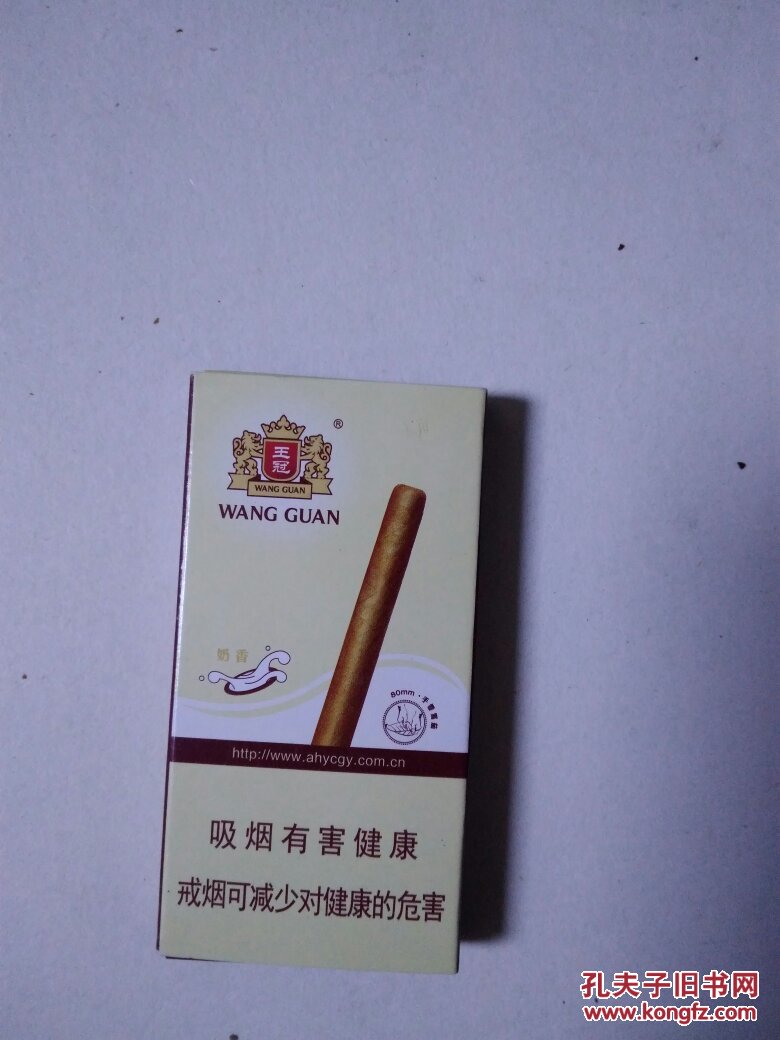 王冠
WANG GUAN
®
WANG GUAN
奶香
80mm·手
http://www.ahycgy.com.cn
吸烟有害健康
戒烟可减少对健康的危害
孔夫子旧书网
www.kongfz.com